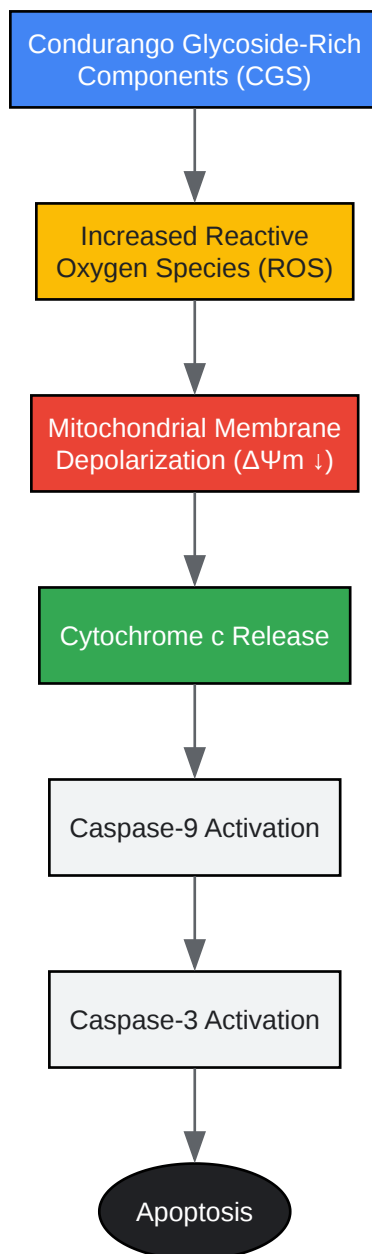 Condurango Glycoside-Rich
Components (CGS)
Increased Reactive
Oxygen Species (ROS)
Mitochondrial Membrane
Depolarization (ΔΨm ↓)
Cytochrome c Release
Caspase-9 Activation
Caspase-3 Activation
Apoptosis